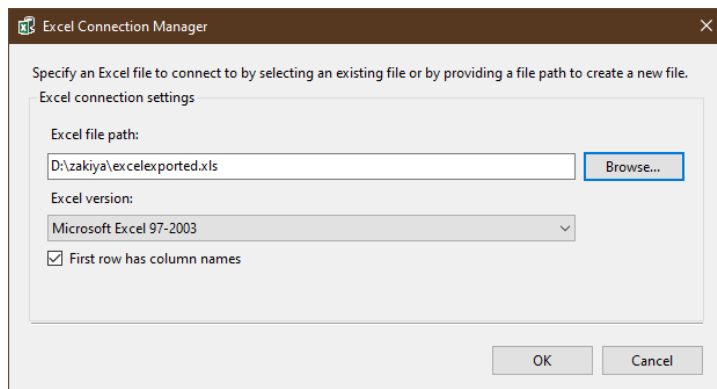 Excel Connection Manager
Specify an Excel file to connect to by selecting an existing file or by providing a file path to create a new file.
Excel connection settings
Excel file path:
D:\zakiya\excelexported.xls
Browse...
Excel version:
Microsoft Excel 97-2003
First row has column names
OK
Cancel